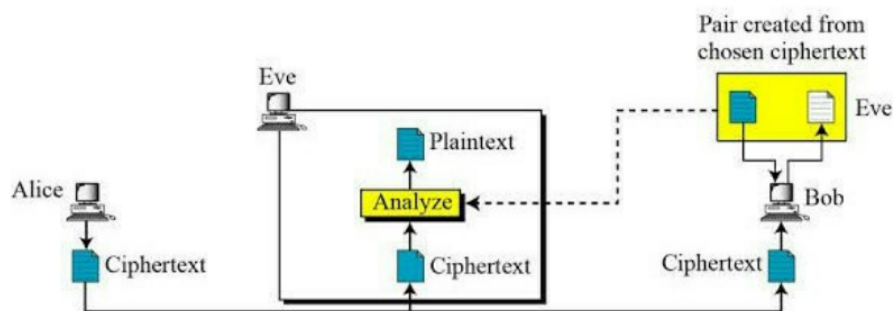 Pair created from
chosen ciphertext
Eve
Eve
Plaintext
Alice
Analyze
Bob
Ciphertext
Ciphertext
Ciphertext